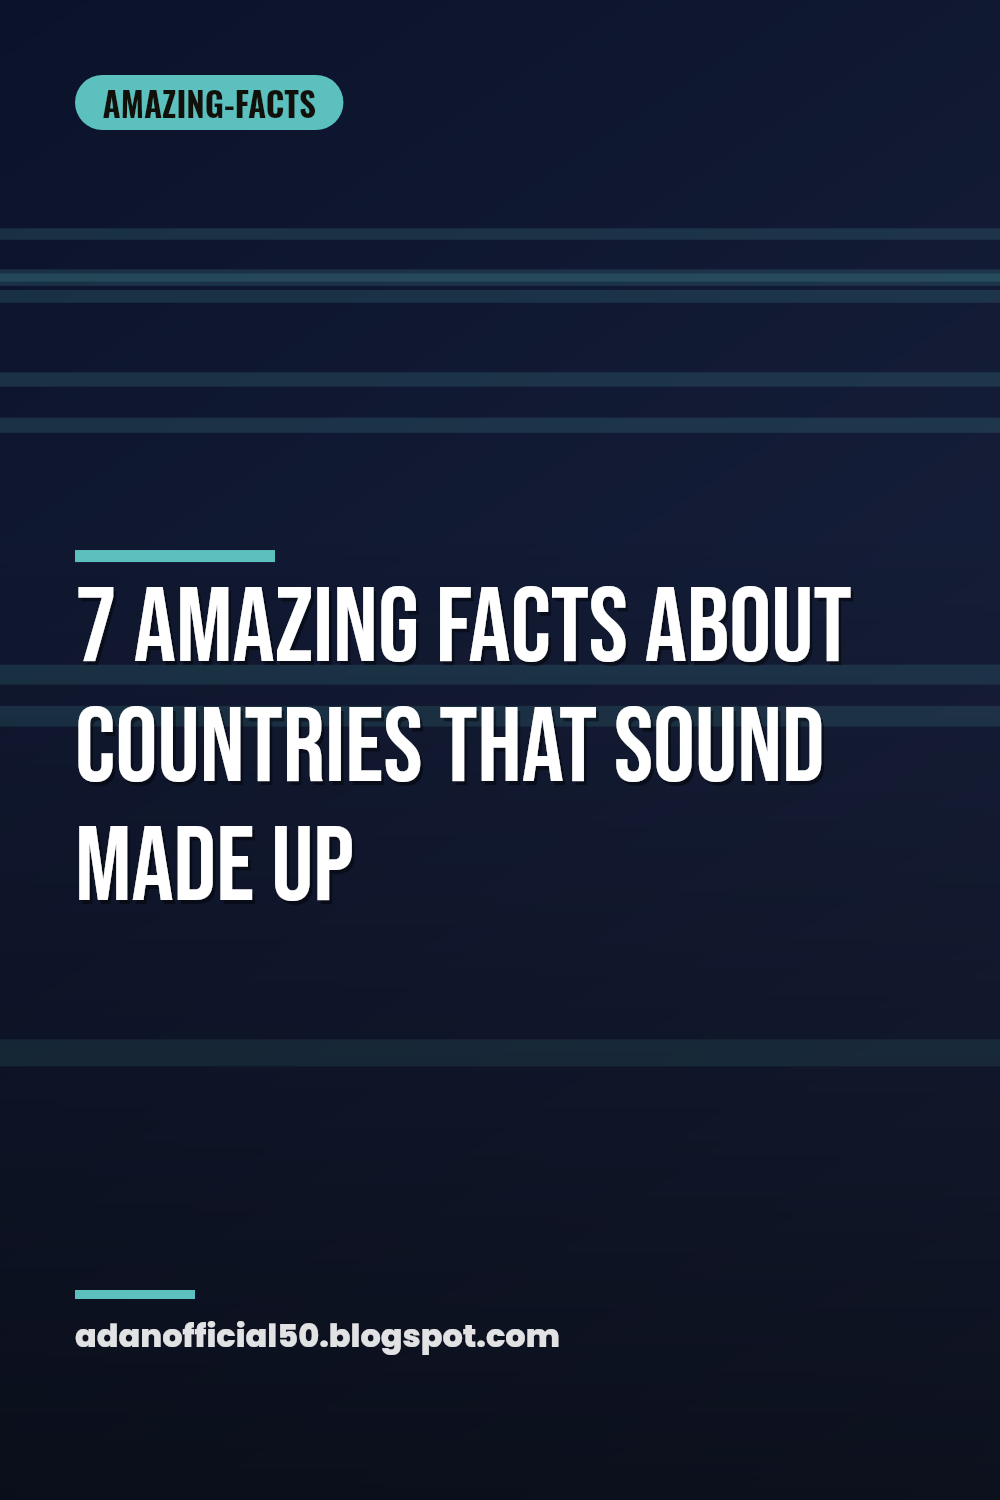 AMAZING-FACTS
7 AMAZING FACTS ABOUT
COUNTRIES THAT SOUND
MADE UP
adanofficial50.blogspot.com